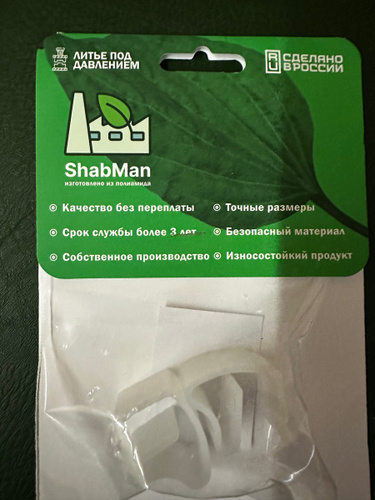 ЛИТЬЕ ПОД
ДАВЛЕНИЕМ
СДЕЛАНО
В РОССИИ
ShabMan
изготовлено из полиамида
Качество без переплаты
Точные размеры
Срок службы более 3 лет
Безопасный материал
Собственное производство
Износостойкий продукт